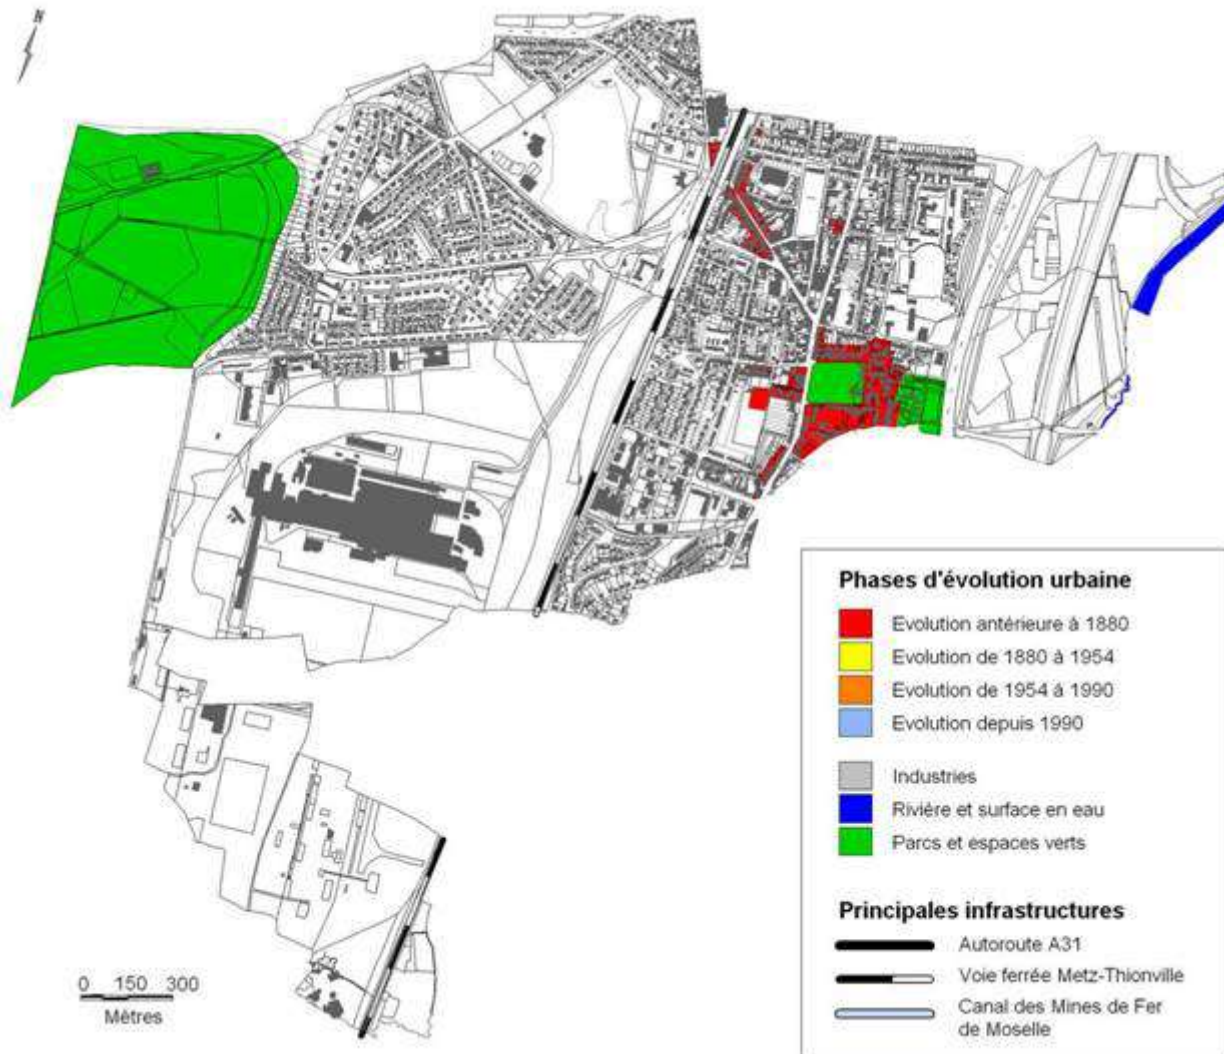 N
Phases d'évolution urbaine
Evolution antérieure à 1880
Evolution de 1880 à 1954
Evolution de 1954 à 1990
Evolution depuis 1990
Industries
Rivière et surface en eau
Parcs et espaces verts
Principales infrastructures
Autoroute A31
Voie ferrée Metz-Thionville
Canal des Mines de Fer
de Moselle
0 150 300
Mètres